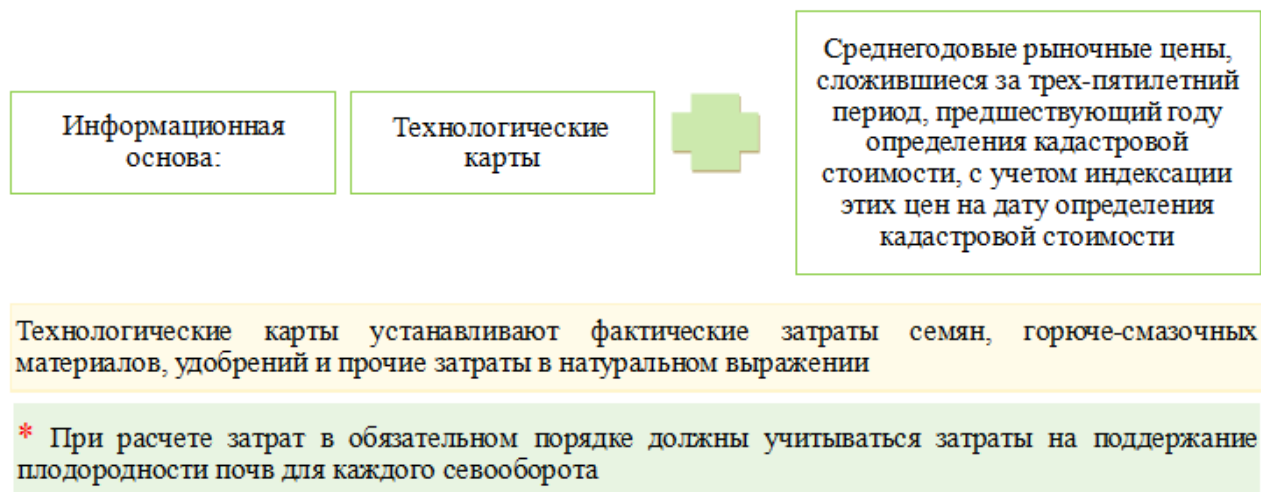 Информационная
основа:
Технологические
карты
Среднегодовые рыночные цены,
сложившиеся за трех-пятилетний
период, предшествующий году
определения кадастровой
стоимости, с учетом индексации
этих цен на дату определения
кадастровой стоимости
Технологические карты устанавливают фактические затраты семян, горюче-смазочных
материалов, удобрений и прочие затраты в натуральном выражении
* При расчете затрат в обязательном порядке должны учитываться затраты на поддержание
плодородности почв для каждого севооборота